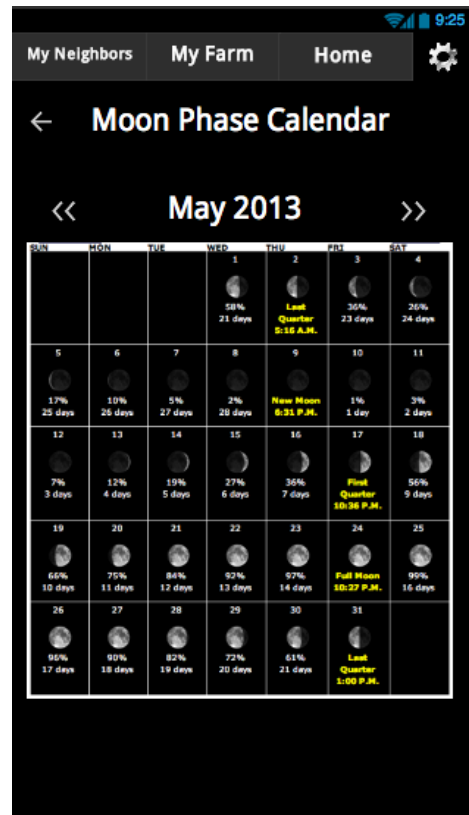 9:25
My Neighbors My Farm Home
Moon Phase Calendar
<< May 2013 >>
SUN MON TUE WED THU FRI SAT
1 2 3 4
58% Last Quarter 5:16 A.M. 36% 26%
21 days 23 days 24 days
5 6 7 8 9 10 11
17% 10% 5% 2% New Moon 1% 3%
25 days 26 days 27 days 28 days 6:31 P.M. 1 day 2 days
12 13 14 15 16 17 18
7% 12% 19% 27% 36% First Quarter 10:36 P.M. 56%
3 days 4 days 5 days 6 days 7 days 9 days
19 20 21 22 23 24 25
66% 75% 84% 92% 97% Full Moon 99%
10 days 11 days 12 days 13 days 14 days 10:27 P.M. 16 days
26 27 28 29 30 31
96% 90% 82% 72% 61% Last Quarter 1:00 P.M.
17 days 18 days 19 days 20 days 21 days